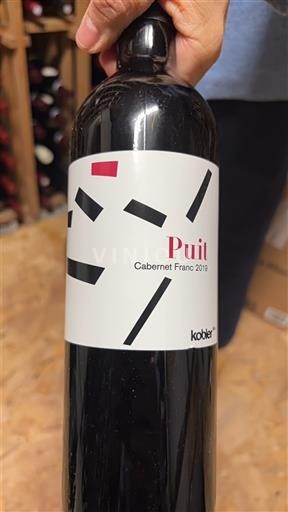 Puit
Cabernet Franc 2019
kobler